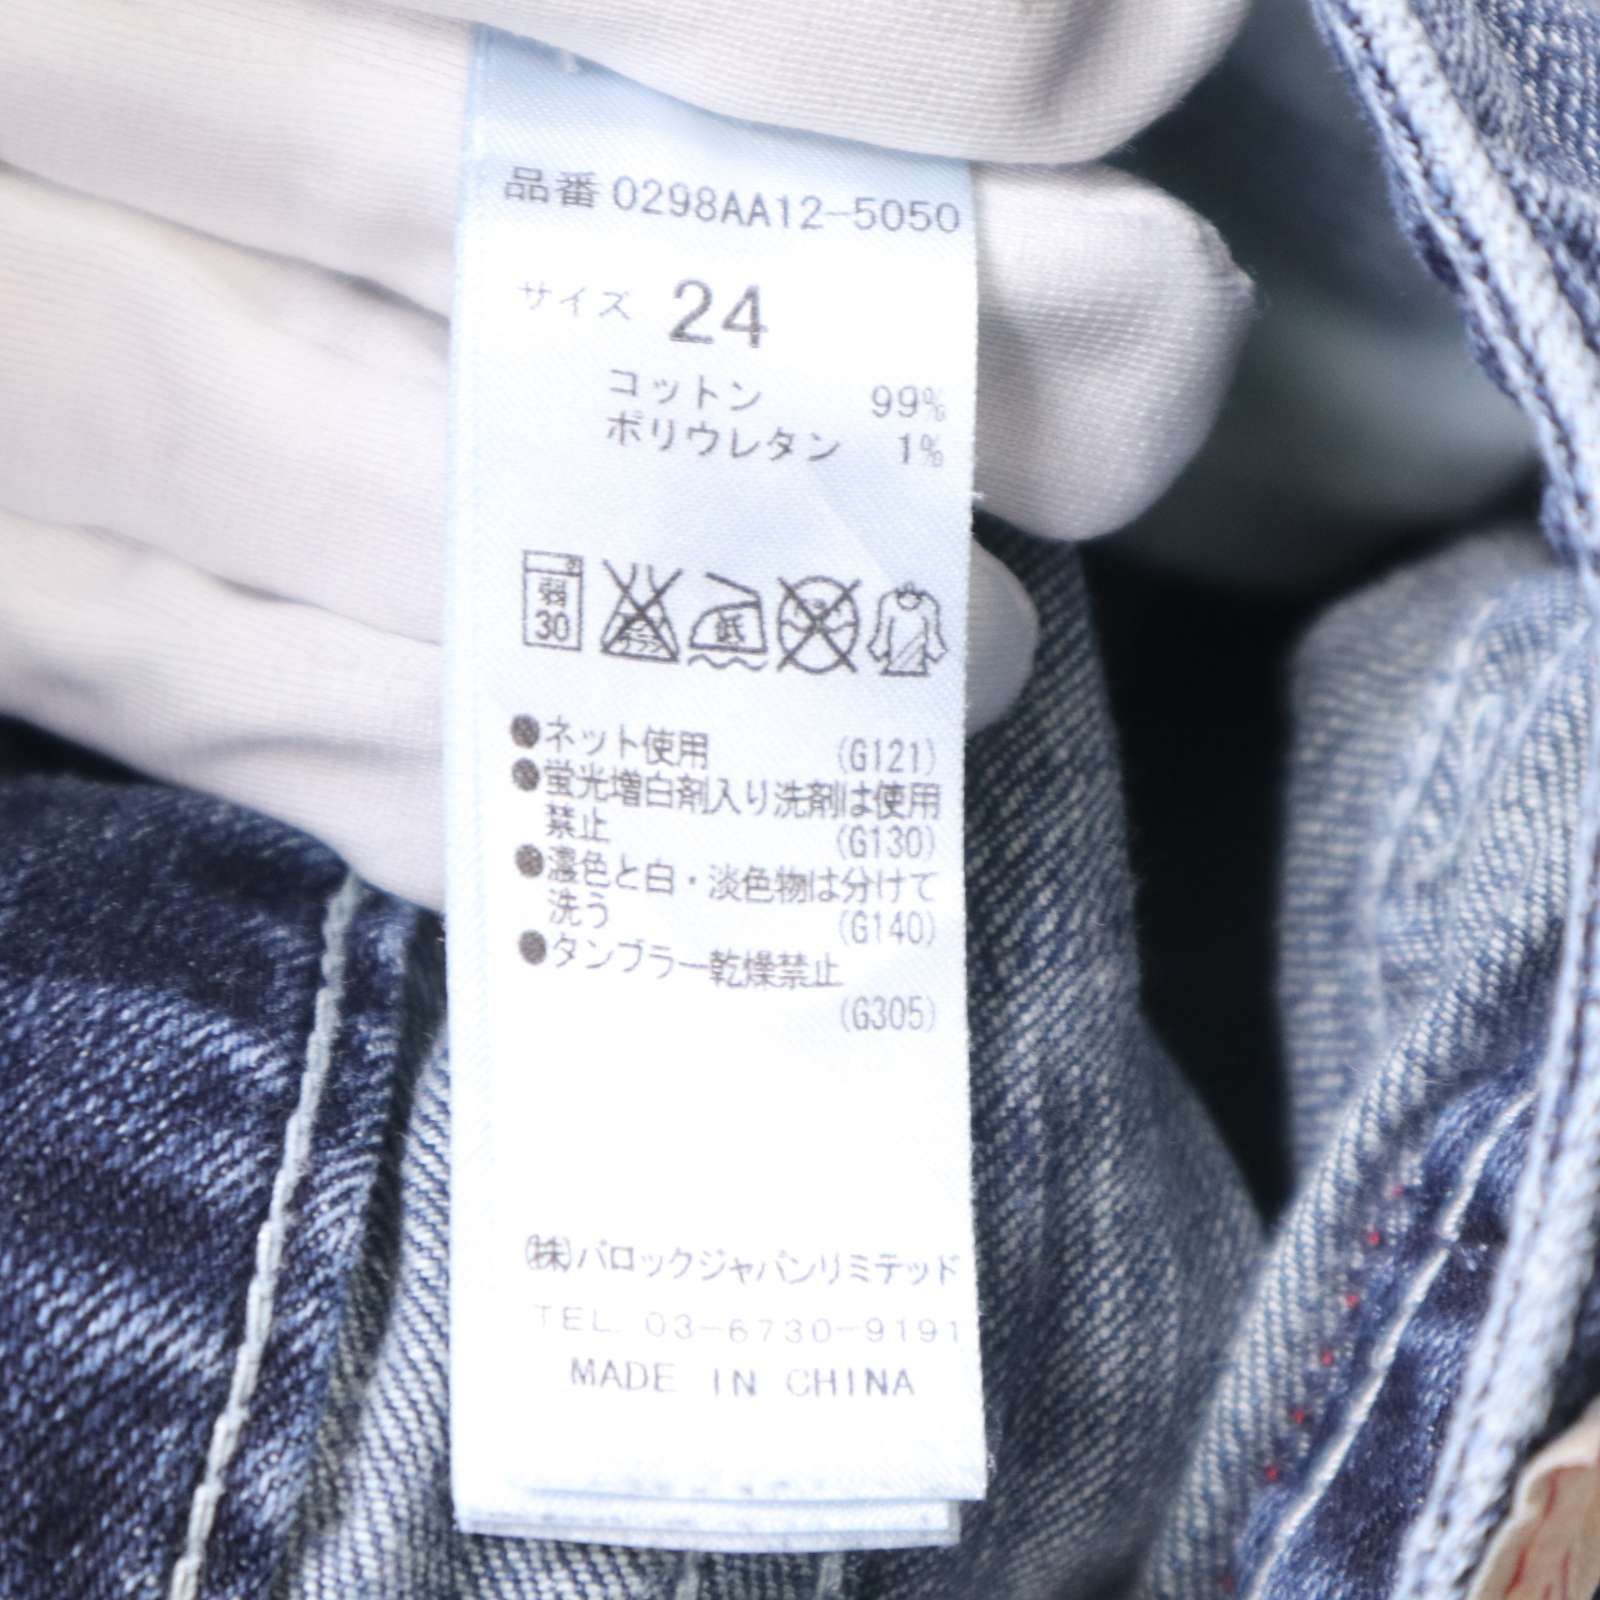 品番 0298AA12-5050
サイズ 24
コットン 99%
ポリウレタン 1%
弱
30
低
●ネット使用 (G121)
●蛍光増白剤入り洗剤は使用
禁止 (G130)
●濃色と白・淡色物は分けて
洗う (G140)
●タンブラー乾燥禁止
(G305)
㈱バロックジャパンリミテッド
TEL 03-6730-9191
MADE IN CHINA